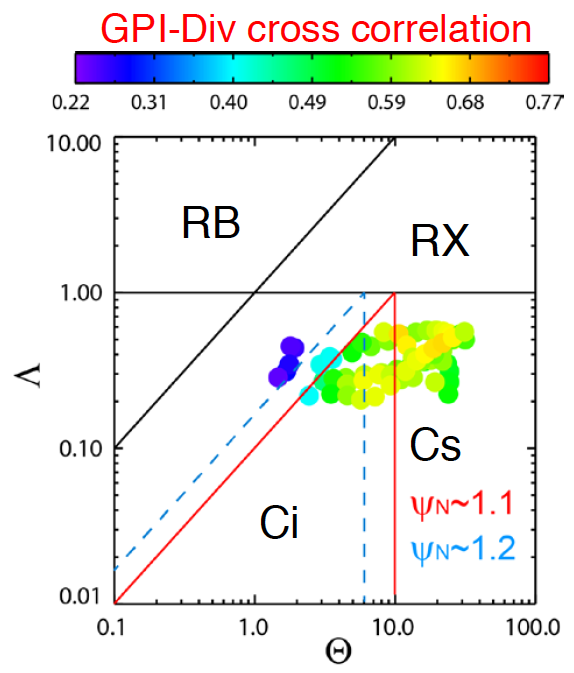 GPI-Div cross correlation
0.22 0.31 0.40 0.49 0.59 0.68 0.77
10.00
RB
RX
1.00
Λ
0.10
Cs
ψN~1.1
Ci
ψN~1.2
0.01
0.1 1.0 10.0 100.0
Θ